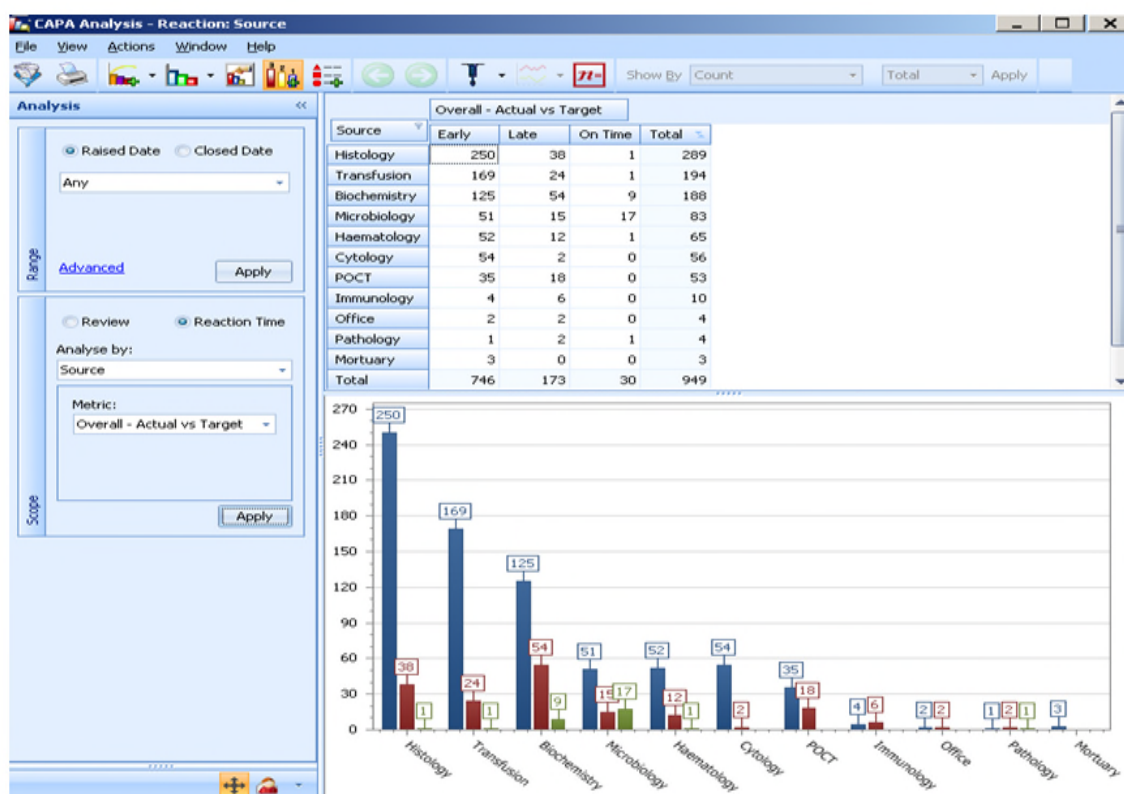 CAPA Analysis - Reaction: Source
File View Actions Window Help
n= Show By Count Total Apply
Analysis
Range
Raised Date Closed Date
Any
Advanced Apply
Scope
Review Reaction Time
Analyse by:
Source
Metric:
Overall - Actual vs Target
Apply
Overall - Actual vs Target
Source Early Late On Time Total
Histology 250 38 1 289
Transfusion 169 24 1 194
Biochemistry 125 54 9 188
Microbiology 51 15 17 83
Haematology 52 12 1 65
Cytology 54 2 0 56
POCT 35 18 0 53
Immunology 4 6 0 10
Office 2 2 0 4
Pathology 1 2 1 4
Mortuary 3 0 0 3
Total 746 173 30 949
270
240
210
180
150
120
90
60
30
0
250 38 1
169 24 1
125 54 9
51 15 17
52 12 1
54 2
35 18
4 6
2 2
1 2 1
3
Histology Transfusion Biochemistry Microbiology Haematology Cytology POCT Immunology Office Pathology Mortuary